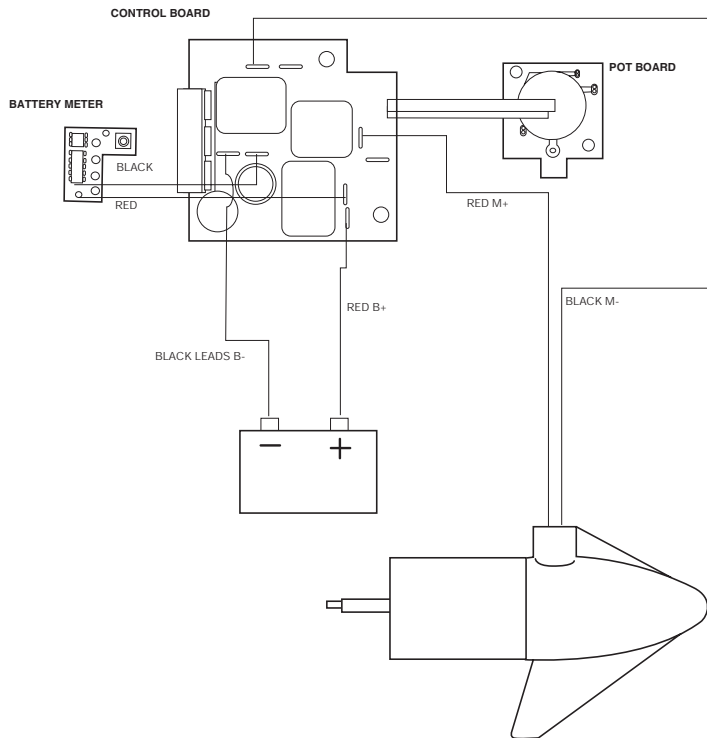 CONTROL BOARD
POT BOARD
BATTERY METER
BLACK
RED
RED M+
RED B+
BLACK M-
BLACK LEADS B-